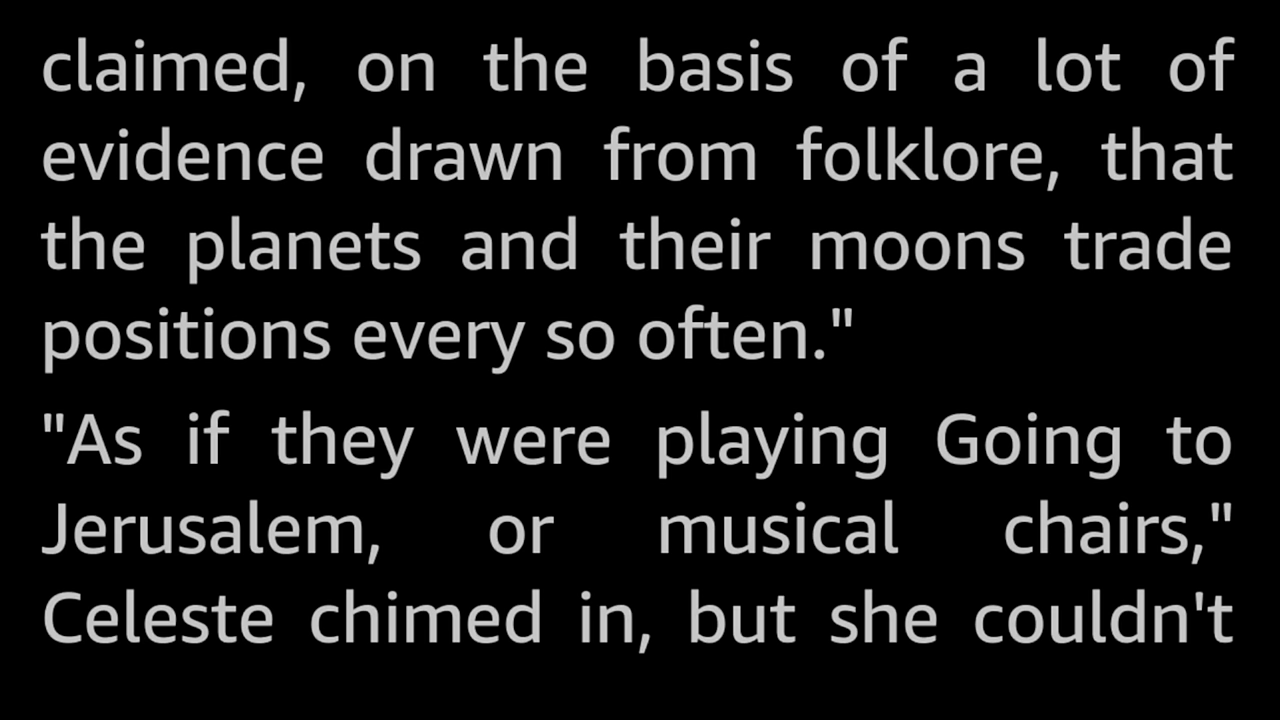 claimed, on the basis of a lot of
evidence drawn from folklore, that
the planets and their moons trade
positions every so often."
"As if they were playing Going to
Jerusalem, or musical chairs,"
Celeste chimed in, but she couldn't